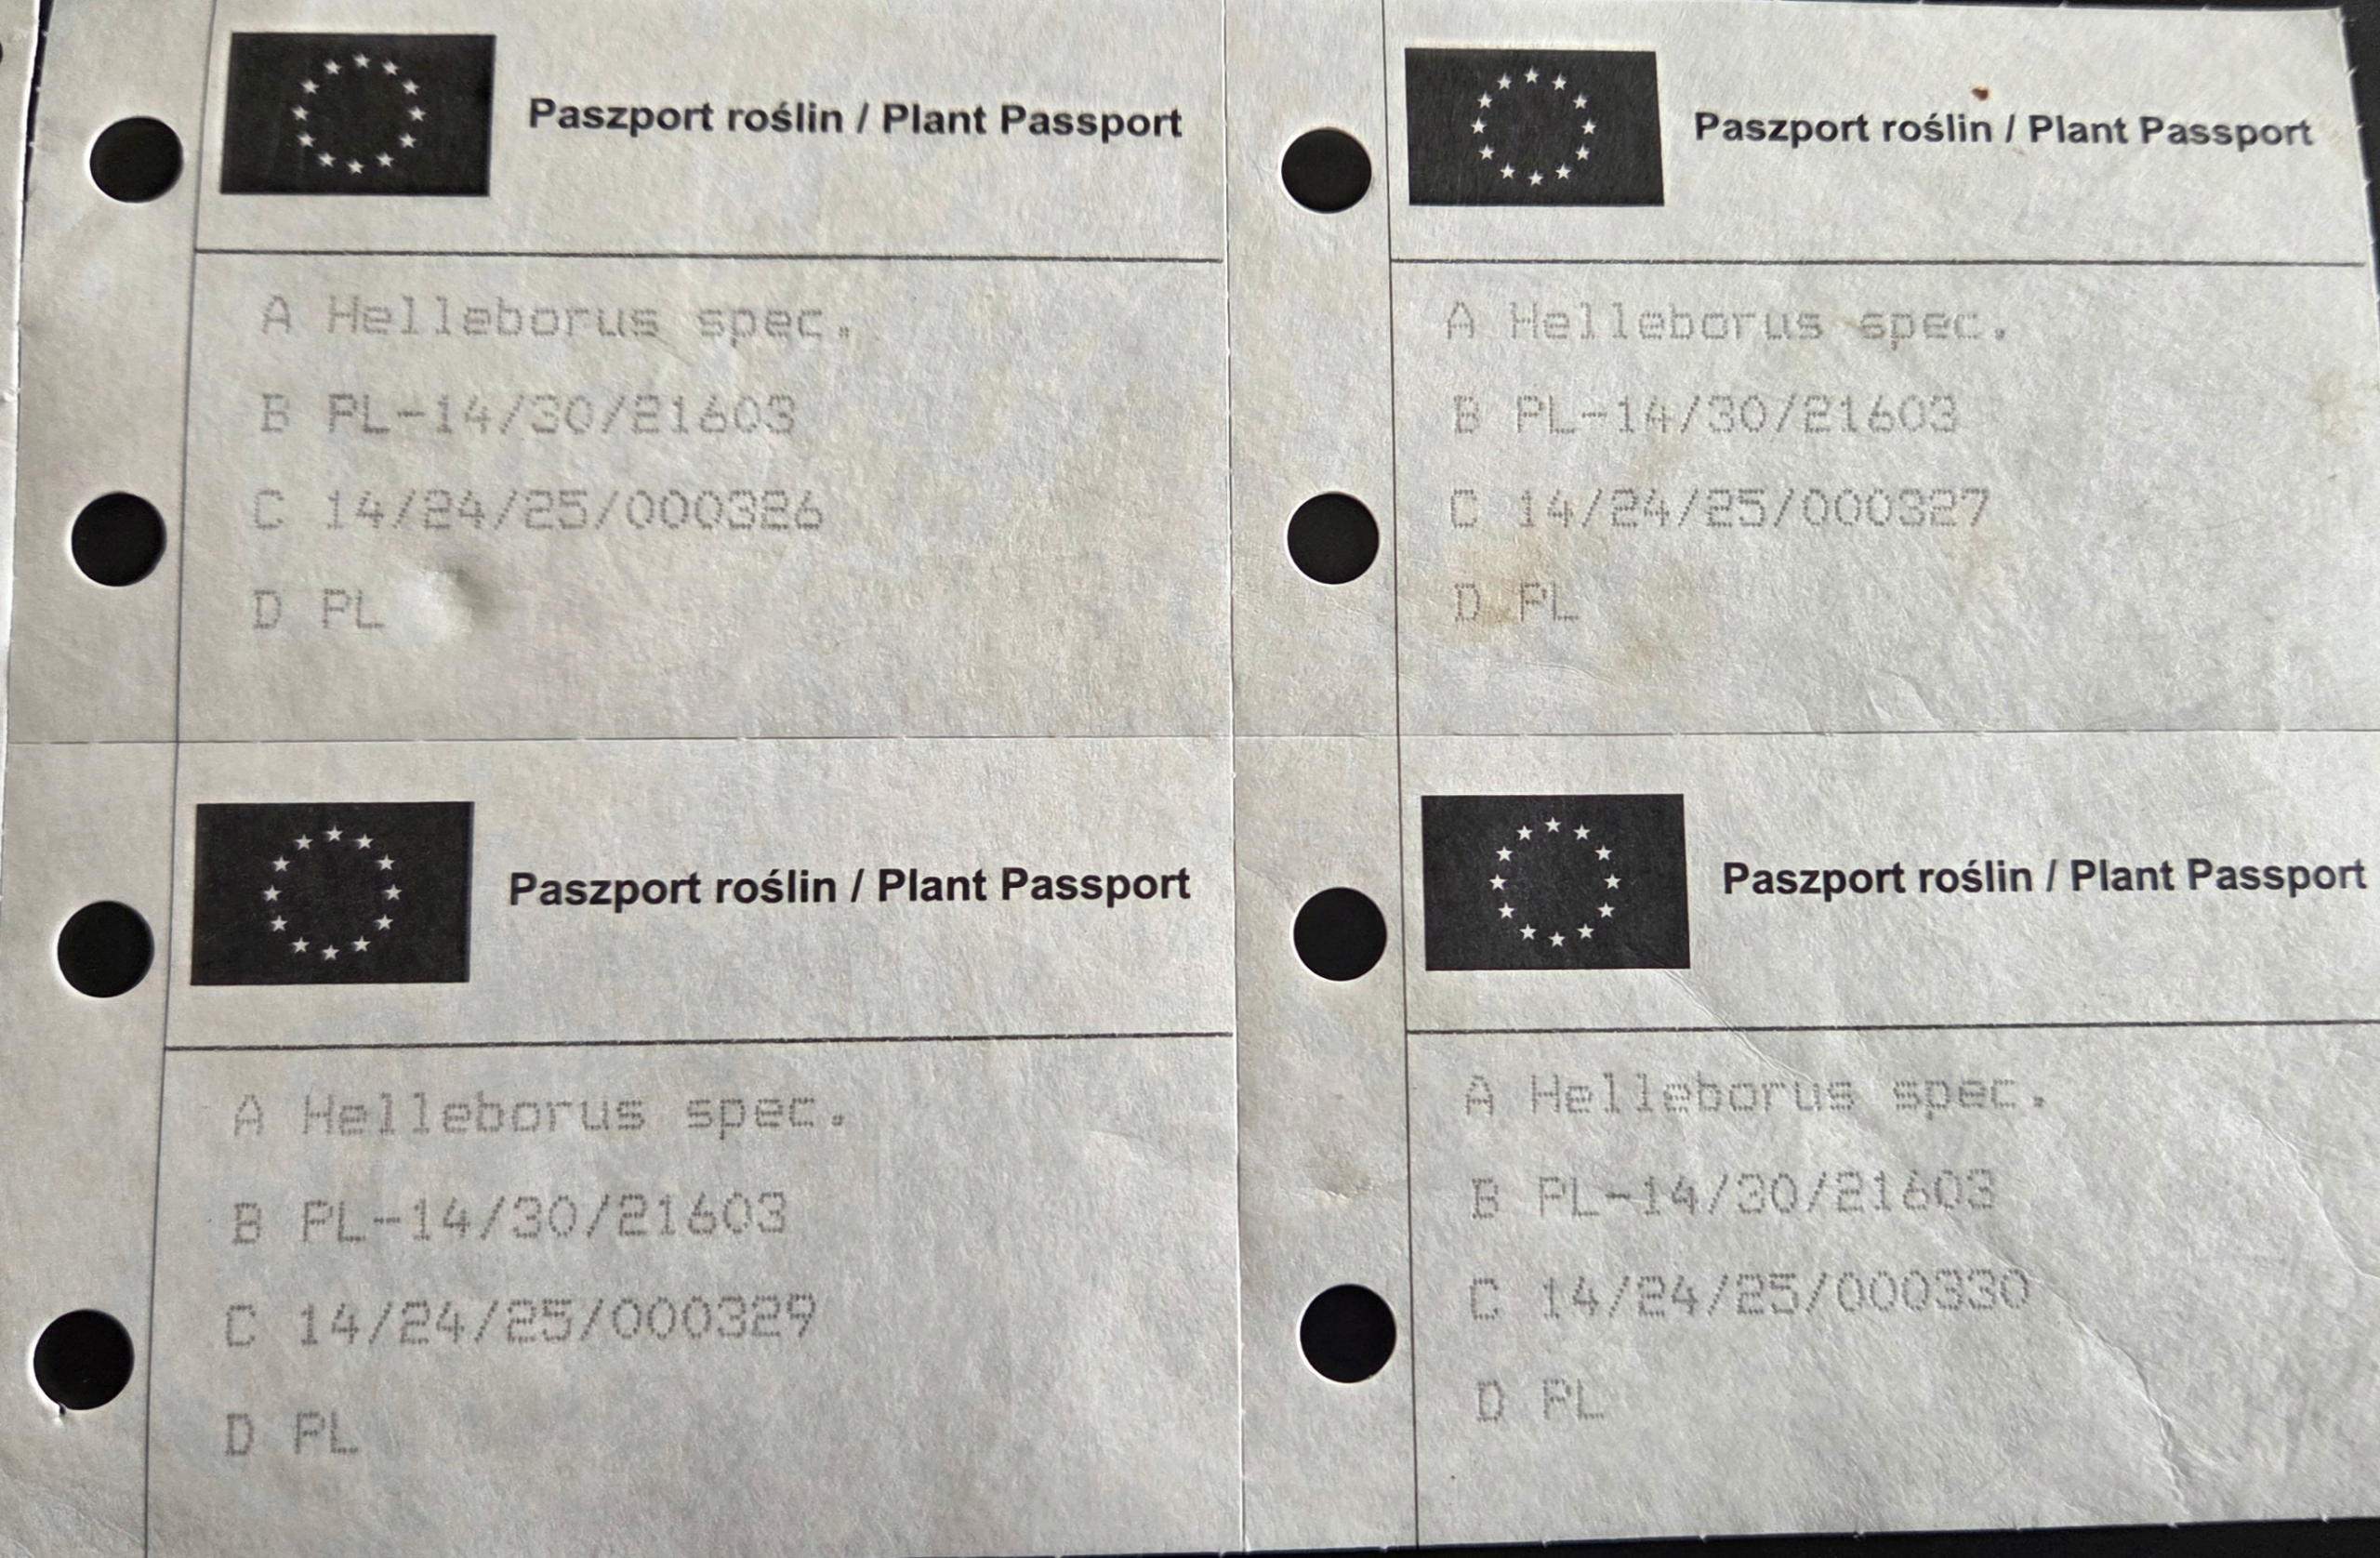 Paszport roślin / Plant Passport
A Helleborus spec.
B PL-14/30/21603
C 14/24/25/000326
D PL
Paszport roślin / Plant Passport
A Helleborus spec.
B PL-14/30/21603
C 14/24/25/000327
D PL
Paszport roślin / Plant Passport
A Helleborus spec.
B PL-14/30/21603
C 14/24/25/000329
D PL
Paszport roślin / Plant Passport
A Helleborus spec.
B PL-14/30/21603
C 14/24/25/000330
D PL